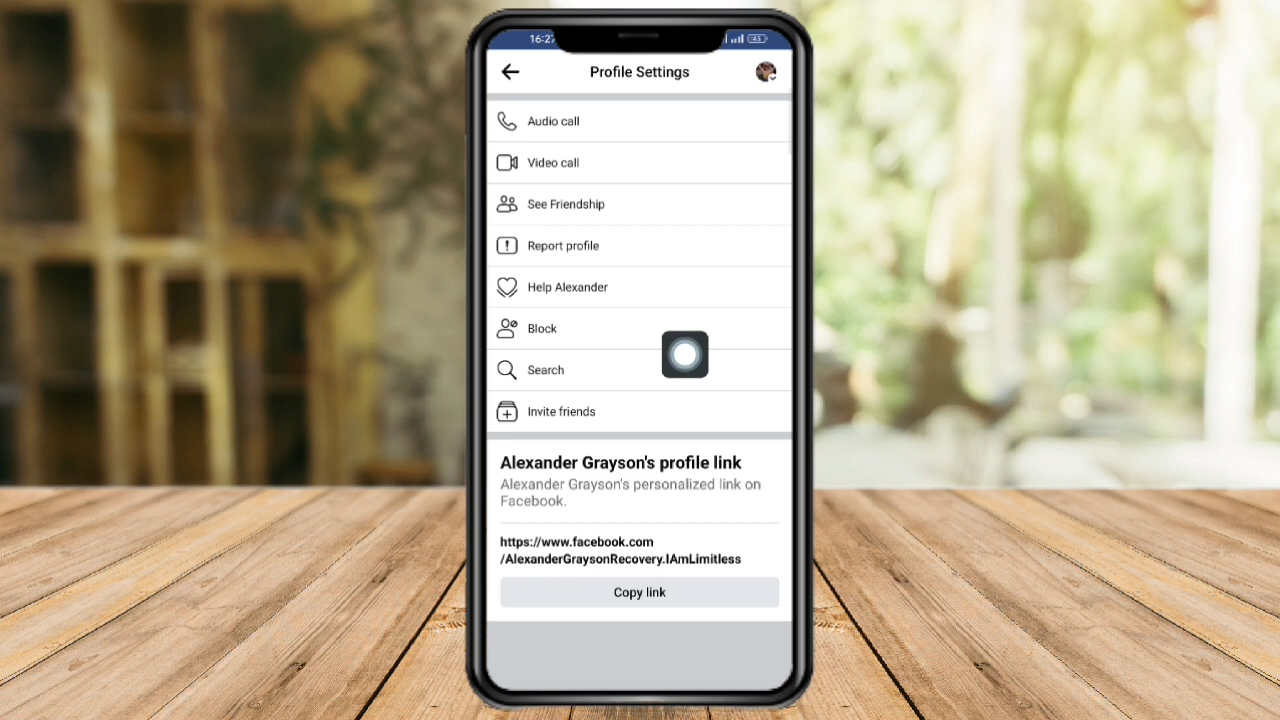 16:27
45
Profile Settings
Audio call
Video call
See Friendship
Report profile
Help Alexander
Block
Search
Invite friends
Alexander Grayson's profile link
Alexander Grayson's personalized link on
Facebook.
https://www.facebook.com
/AlexanderGraysonRecovery.IAmLimitless
Copy link